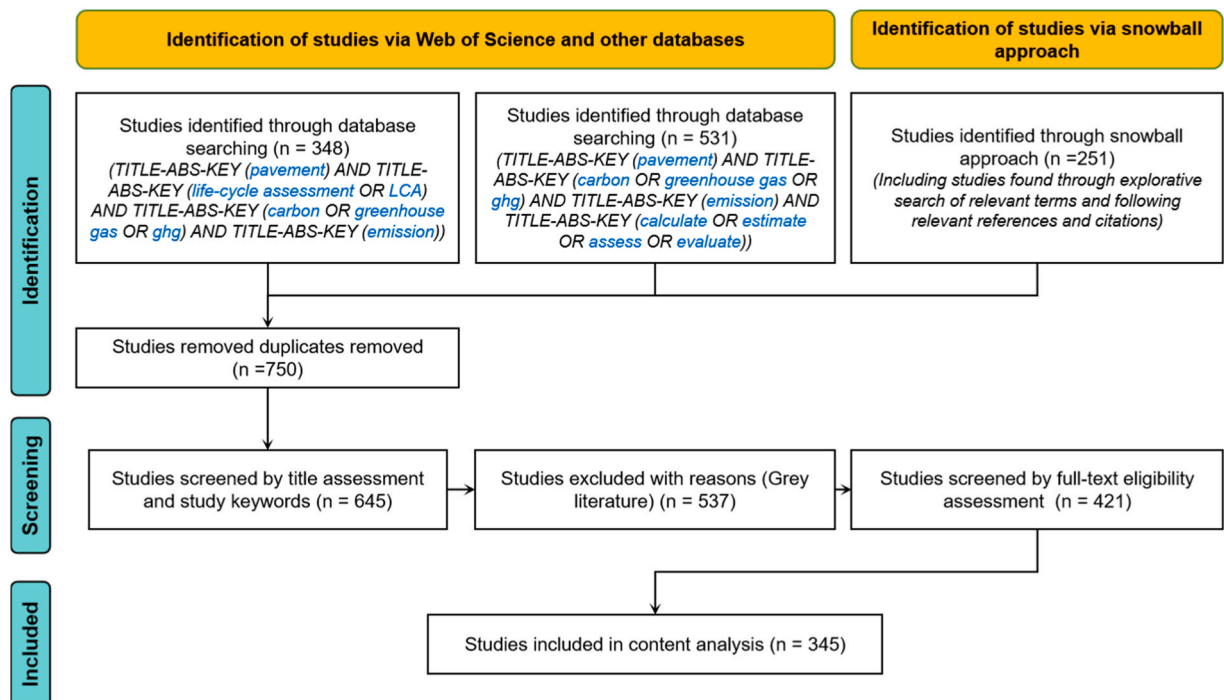 Identification of studies via Web of Science and other databases
Identification of studies via snowball
approach
Identification
Studies identified through database
searching (n = 348)
(TITLE-ABS-KEY (pavement) AND TITLE-
ABS-KEY (life-cycle assessment OR LCA)
AND TITLE-ABS-KEY (carbon OR greenhouse
gas OR ghg) AND TITLE-ABS-KEY (emission))
Studies identified through database
searching (n = 531)
(TITLE-ABS-KEY (pavement) AND TITLE-
ABS-KEY (carbon OR greenhouse gas OR
ghg) AND TITLE-ABS-KEY (emission) AND
TITLE-ABS-KEY (calculate OR estimate
OR assess OR evaluate))
Studies identified through snowball
approach (n =251)
(Including studies found through explorative
search of relevant terms and following
relevant references and citations)
Studies removed duplicates removed
(n =750)
Screening
Studies screened by title assessment
and study keywords (n = 645)
Studies excluded with reasons (Grey
literature) (n = 537)
Studies screened by full-text eligibility
assessment (n = 421)
Included
Studies included in content analysis (n = 345)